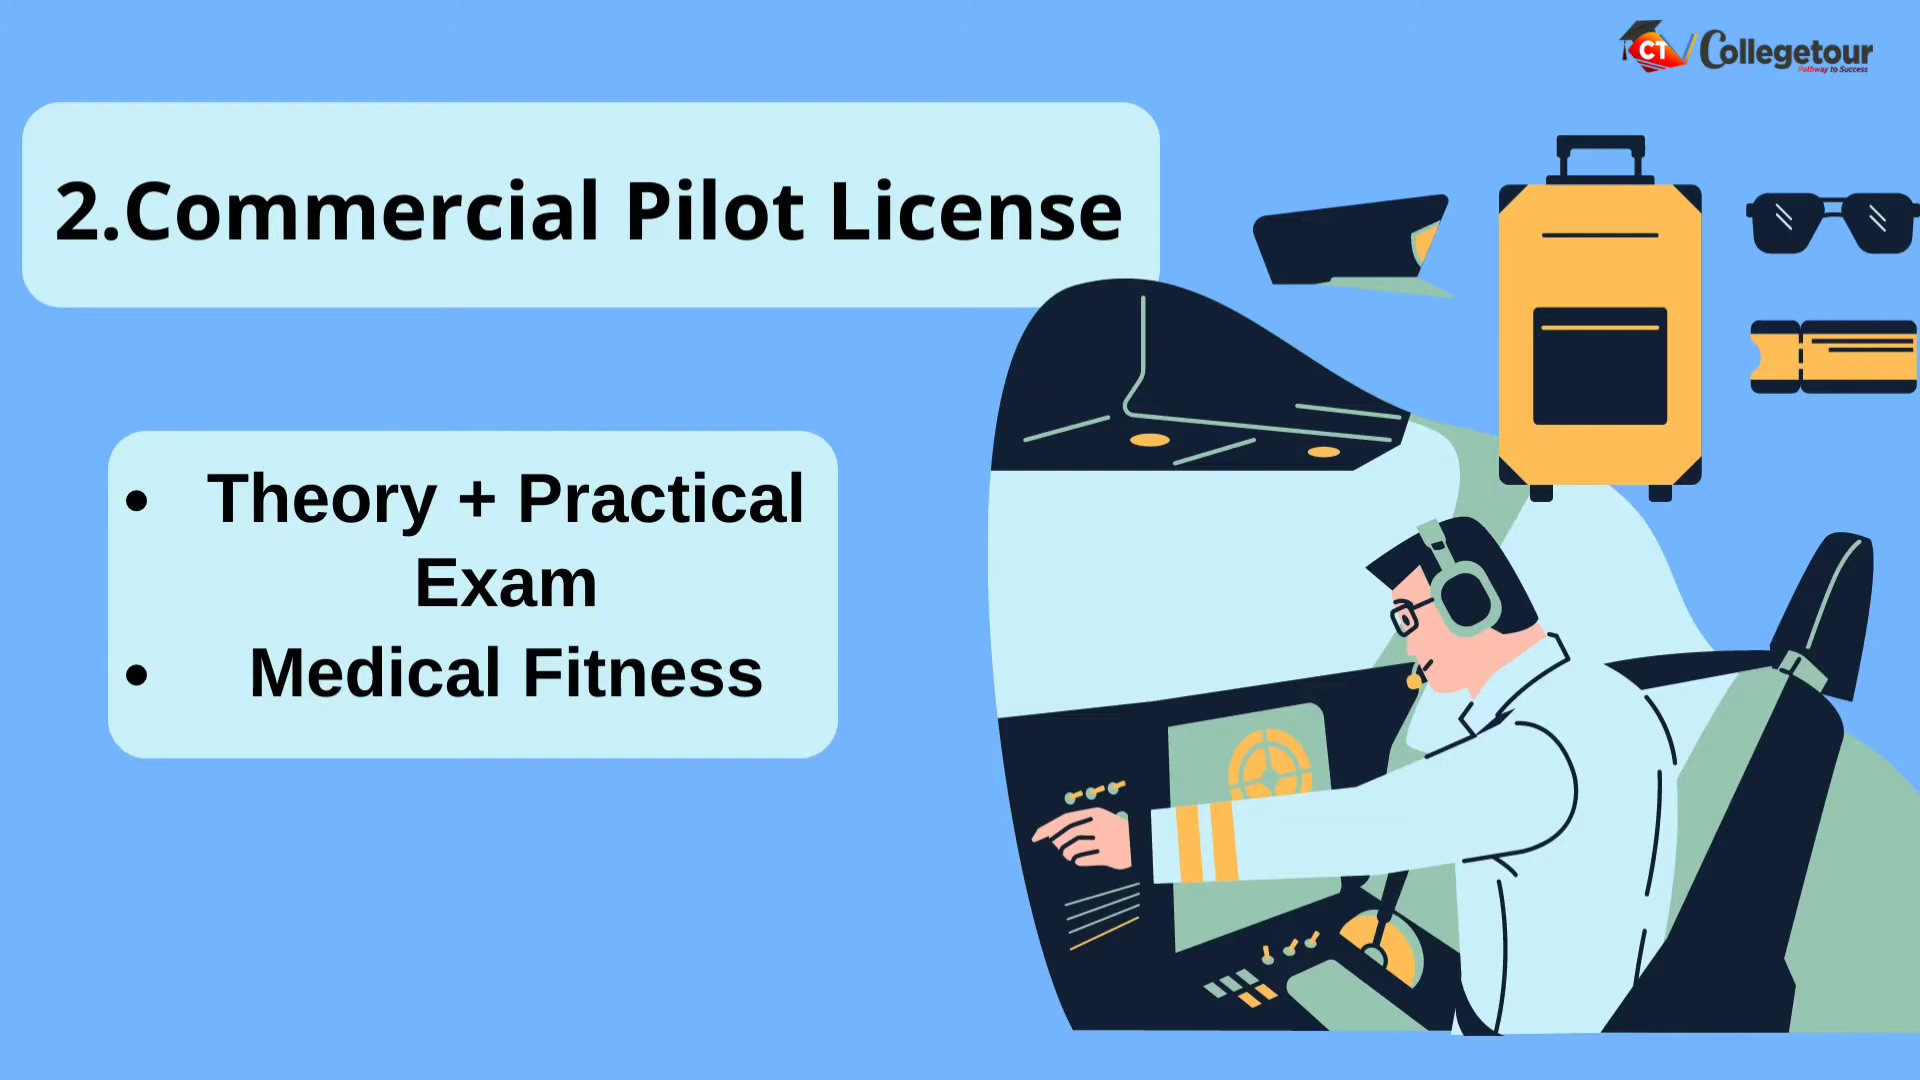 CT Collegetour
Pathway to Success
2.Commercial Pilot License
• Theory + Practical
Exam
• Medical Fitness